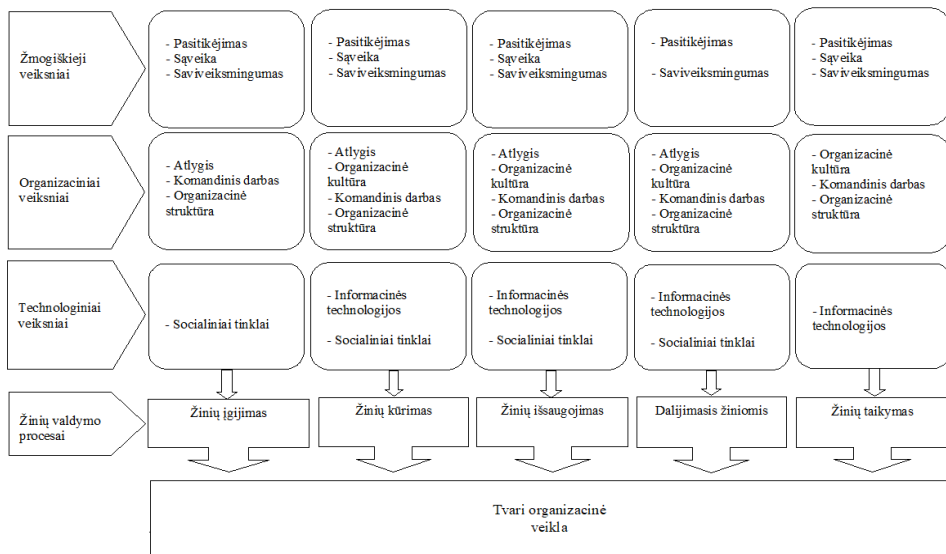 Žmogiškieji
veiksniai
- Pasitikėjimas
- Sąveika
- Saviveiksmingumas
- Pasitikėjimas
- Sąveika
- Saviveiksmingumas
- Pasitikėjimas
- Sąveika
- Saviveiksmingumas
- Pasitikėjimas
- Saviveiksmingumas
- Pasitikėjimas
- Sąveika
- Saviveiksmingumas
Organizaciniai
veiksniai
- Atlygis
- Komandinis darbas
- Organizacinė
struktūra
- Atlygis
- Organizacinė
kultūra
- Komandinis darbas
- Organizacinė
struktūra
- Atlygis
- Organizacinė
kultūra
- Komandinis darbas
- Organizacinė
struktūra
- Atlygis
- Organizacinė
kultūra
- Komandinis darbas
- Organizacinė
struktūra
- Organizacinė
kultūra
- Komandinis darbas
- Organizacinė
struktūra
Technologiniai
veiksniai
- Socialiniai tinklai
- Informacinės
technologijos
- Socialiniai tinklai
- Informacinės
technologijos
- Socialiniai tinklai
- Informacinės
technologijos
- Socialiniai tinklai
- Informacinės
technologijos
Žinių valdymo
procesai
Žinių įgijimas
Žinių kūrimas
Žinių išsaugojimas
Dalijimasis žiniomis
Žinių taikymas
Tvari organizacinė
veikla